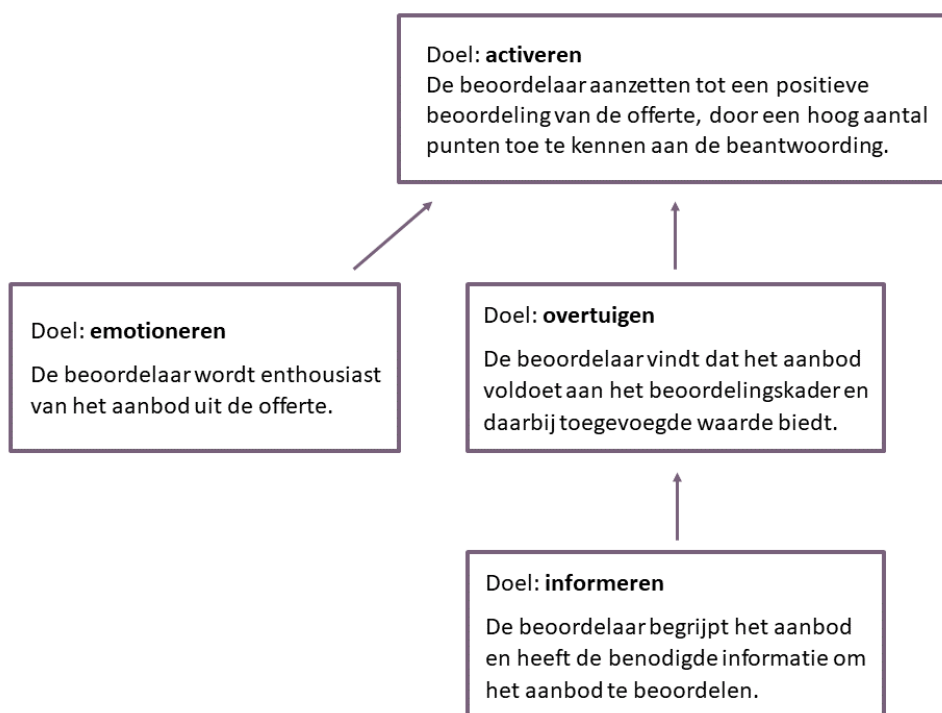 Doel: activeren
De beoordelaar aanzetten tot een positieve
beoordeling van de offerte, door een hoog aantal
punten toe te kennen aan de beantwoording.
Doel: emotioneren
De beoordelaar wordt enthousiast
van het aanbod uit de offerte.
Doel: overtuigen
De beoordelaar vindt dat het aanbod
voldoet aan het beoordelingskader en
daarbij toegevoegde waarde biedt.
Doel: informeren
De beoordelaar begrijpt het aanbod
en heeft de benodigde informatie om
het aanbod te beoordelen.